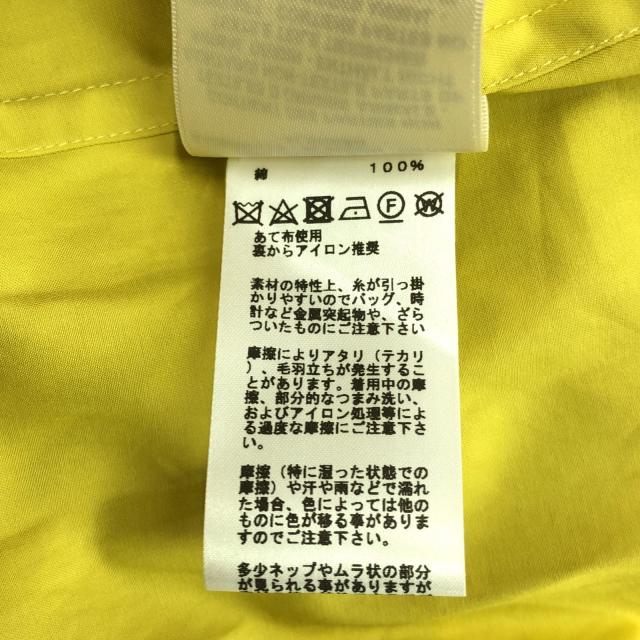 綿 100%
F W
あて布使用
裏からアイロン推奨
素材の特性上、糸が引っ掛
かりやすいのでバッグ、時
計など金属突起物や、ざら
ついたものにご注意下さい
摩擦によりアタリ（テカリ
）、毛羽立ちが発生するこ
とがあります。着用中の摩
擦、部分的なつまみ洗い、
およびアイロン処理等によ
る過度な摩擦にご注意下さ
い。
摩擦（特に湿った状態での
摩擦）や汗や雨などで濡れ
た場合、色によっては他の
ものに色が移る事がありま
すのでご注意下さい。
多少ネップやムラ状の部分
が見られる事がありますが